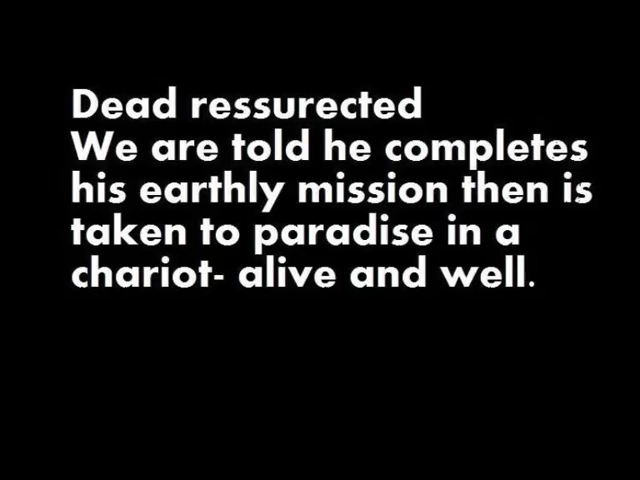 Dead ressurected
We are told he completes
his earthly mission then is
taken to paradise in a
chariot- alive and well.